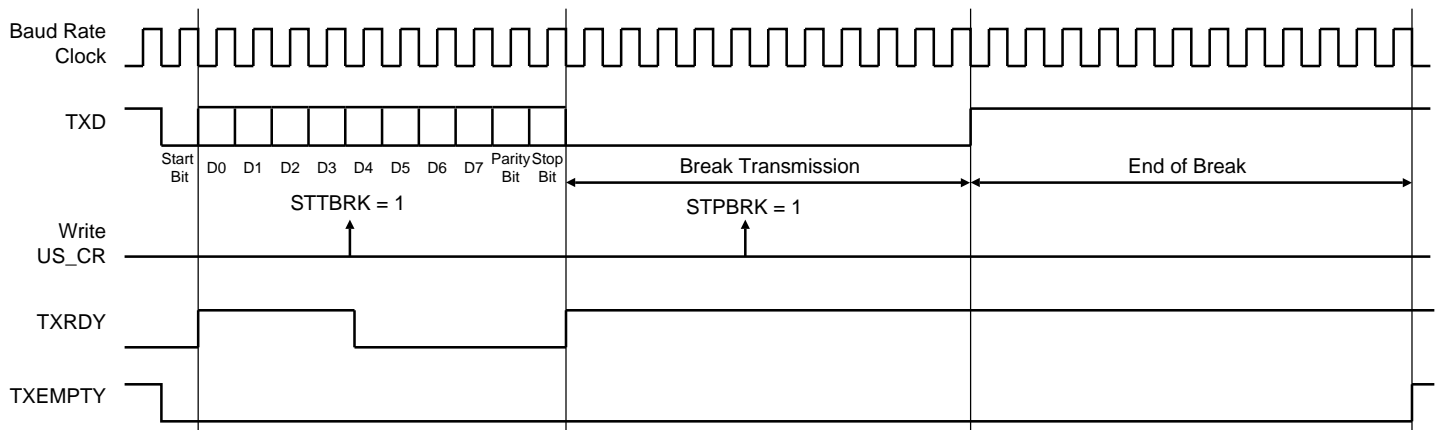 Baud Rate
Clock
TXD
Start
Bit
D0
D1
D2
D3
D4
D5
D6
D7
Parity
Bit
Stop
Bit
Break Transmission
End of Break
STTBRK = 1
STPBRK = 1
Write
US_CR
TXRDY
TXEMPTY